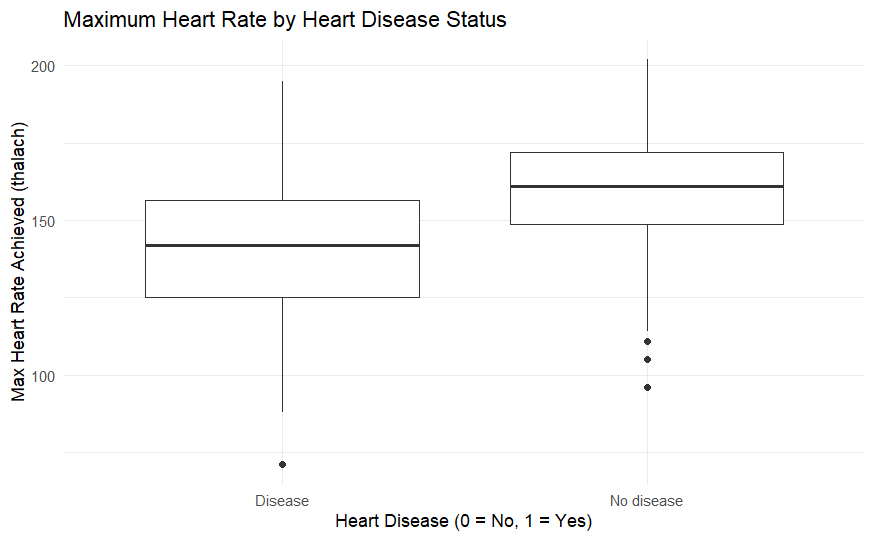 Maximum Heart Rate by Heart Disease Status
Max Heart Rate Achieved (thalach)
200
150
100
Disease
No disease
Heart Disease (0 = No, 1 = Yes)